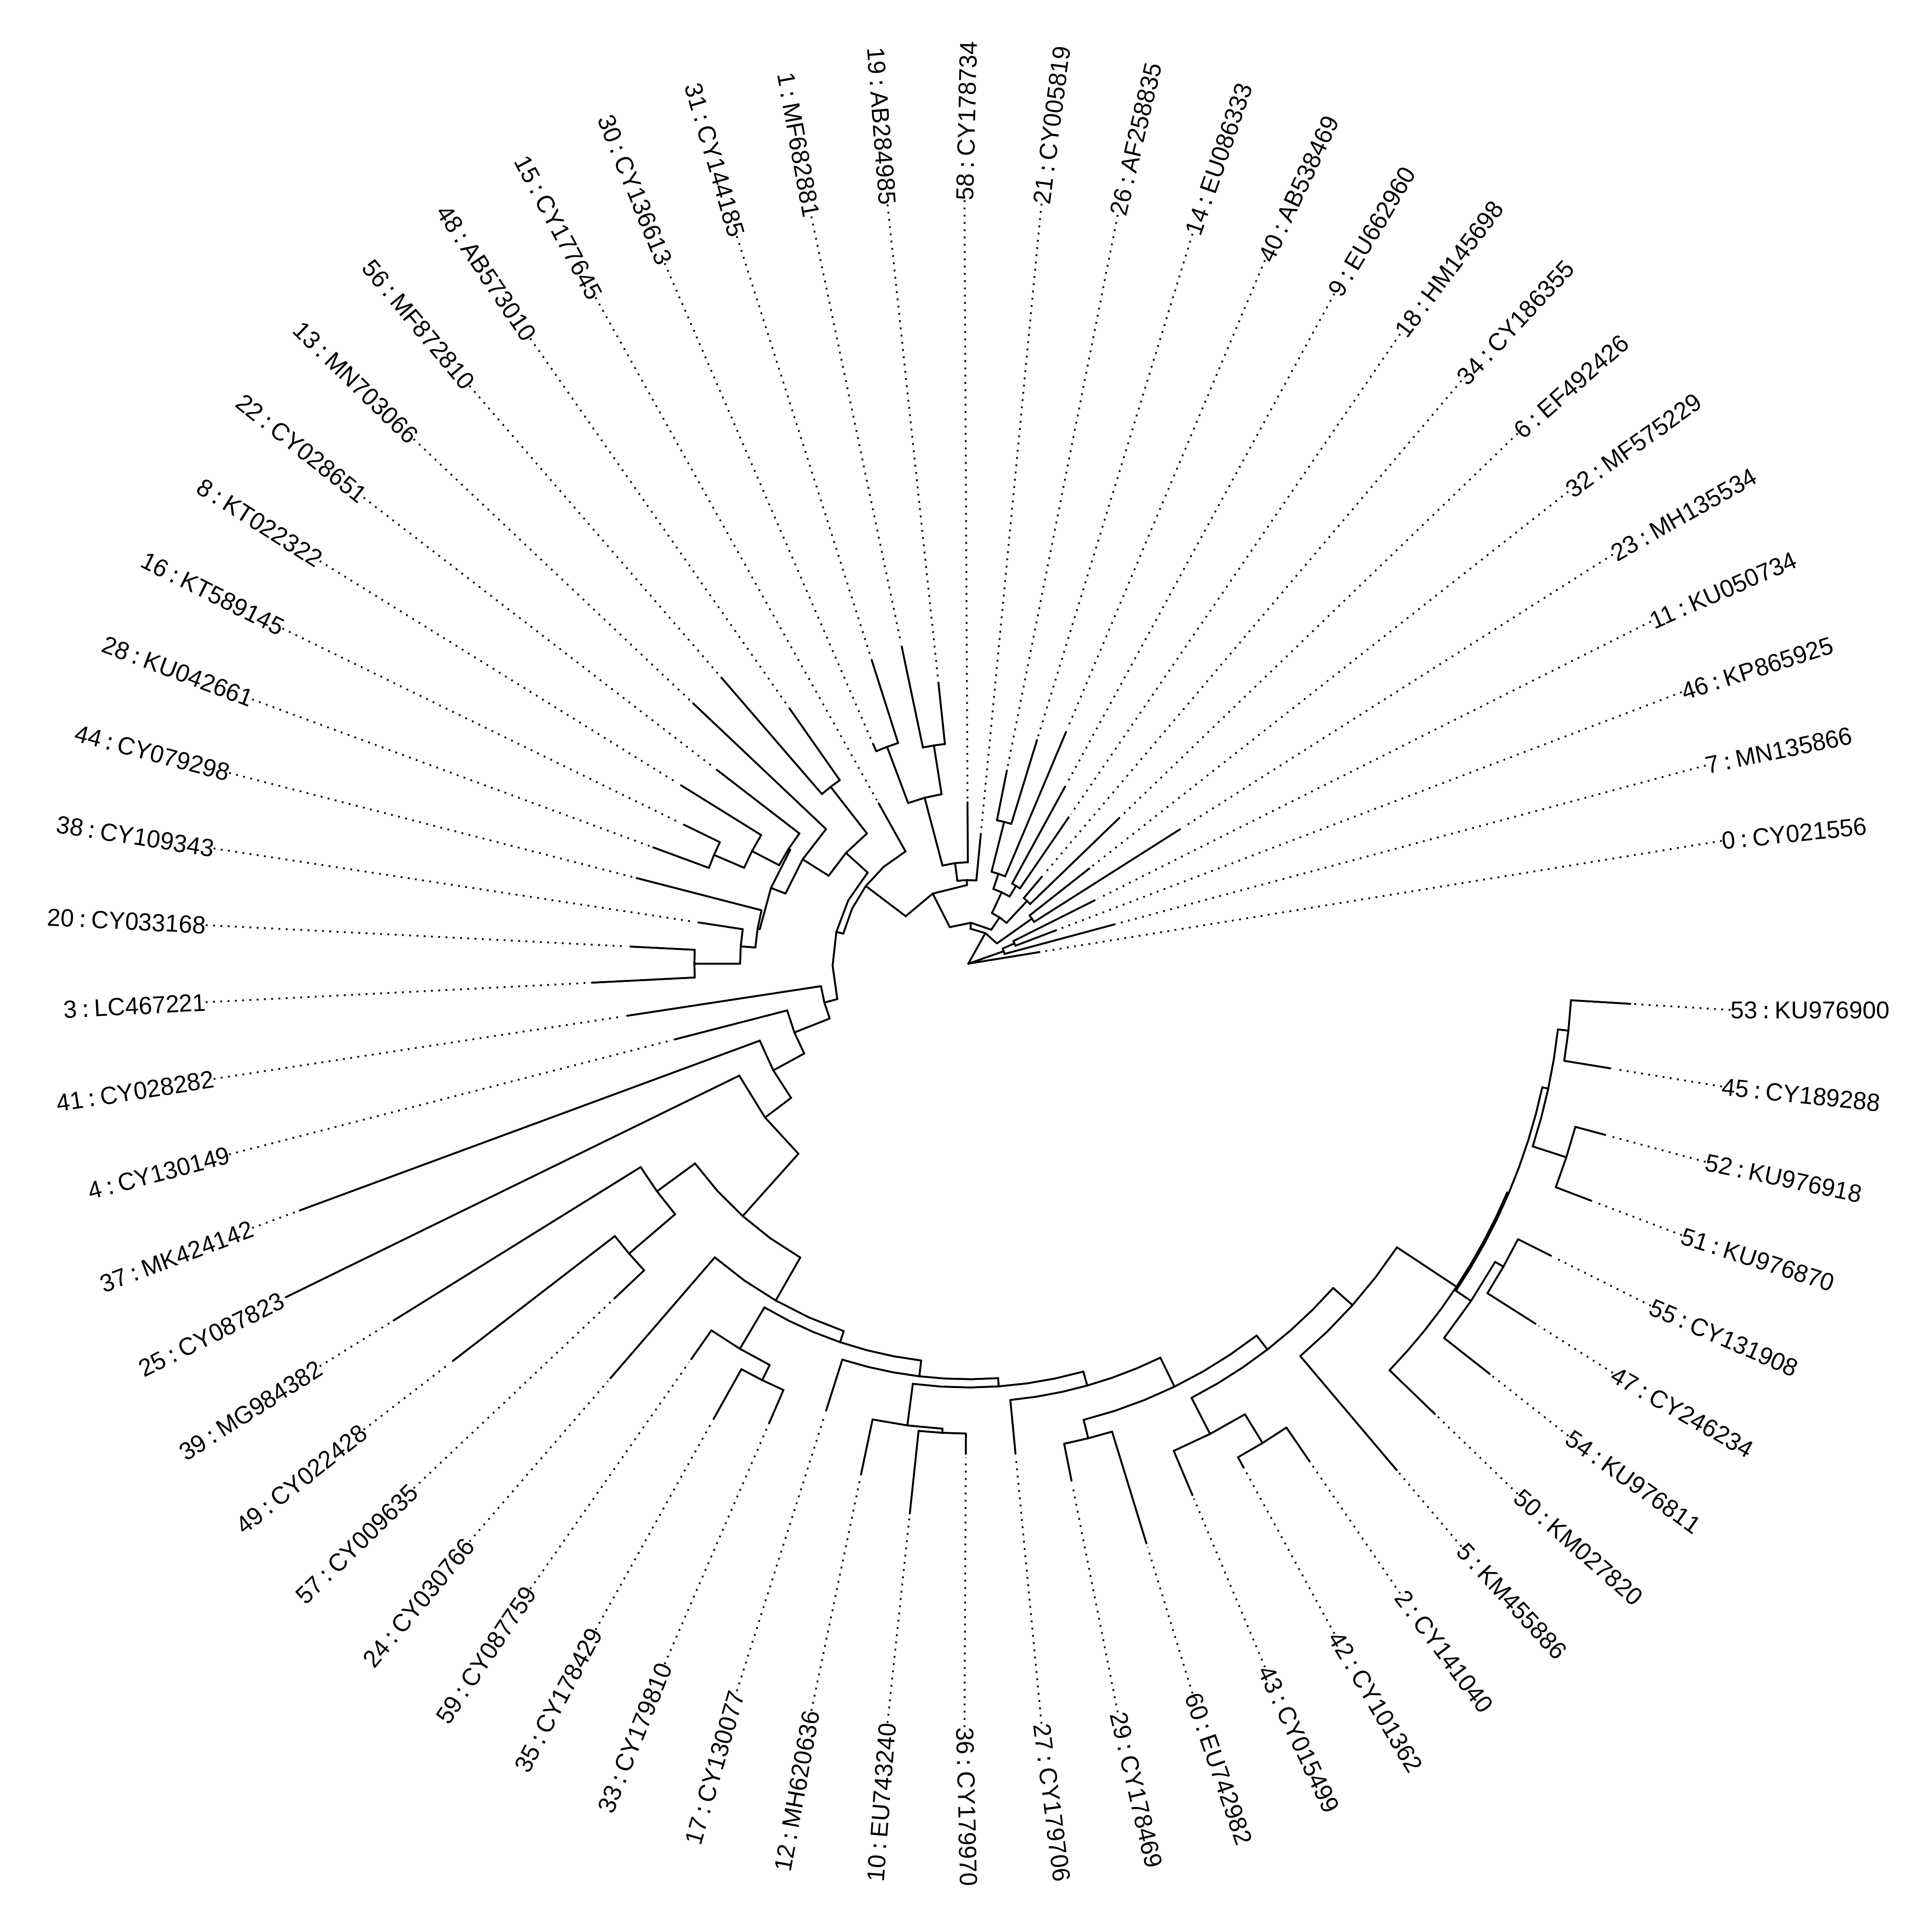 0 : CY021556
7 : MN135866
46 : KP865925
11 : KU050734
23 : MH135534
32 : MF575229
6 : EF492426
34 : CY186355
18 : HM145698
9 : EU662960
40 : AB538469
14 : EU086333
26 : AF258835
21 : CY005819
58 : CY178734
19 : AB284985
1 : MF682881
31 : CY144185
30 : CY136613
15 : CY177645
48 : AB573010
56 : MF872810
13 : MN703066
22 : CY028651
8 : KT022322
16 : KT589145
28 : KU042661
44 : CY079298
38 : CY109343
20 : CY033168
3 : LC467221
41 : CY028282
4 : CY130149
37 : MK424142
25 : CY087823
39 : MG984382
49 : CY022428
57 : CY009635
24 : CY030766
59 : CY087759
35 : CY178429
33 : CY179810
17 : CY130077
12 : MH620636
10 : EU743240
36 : CY179970
27 : CY179706
29 : CY178469
60 : EU742982
43 : CY015499
42 : CY101362
2 : CY141040
5 : KM455886
50 : KM027820
54 : KU976811
47 : CY246234
55 : CY131908
51 : KU976870
52 : KU976918
45 : CY189288
53 : KU976900